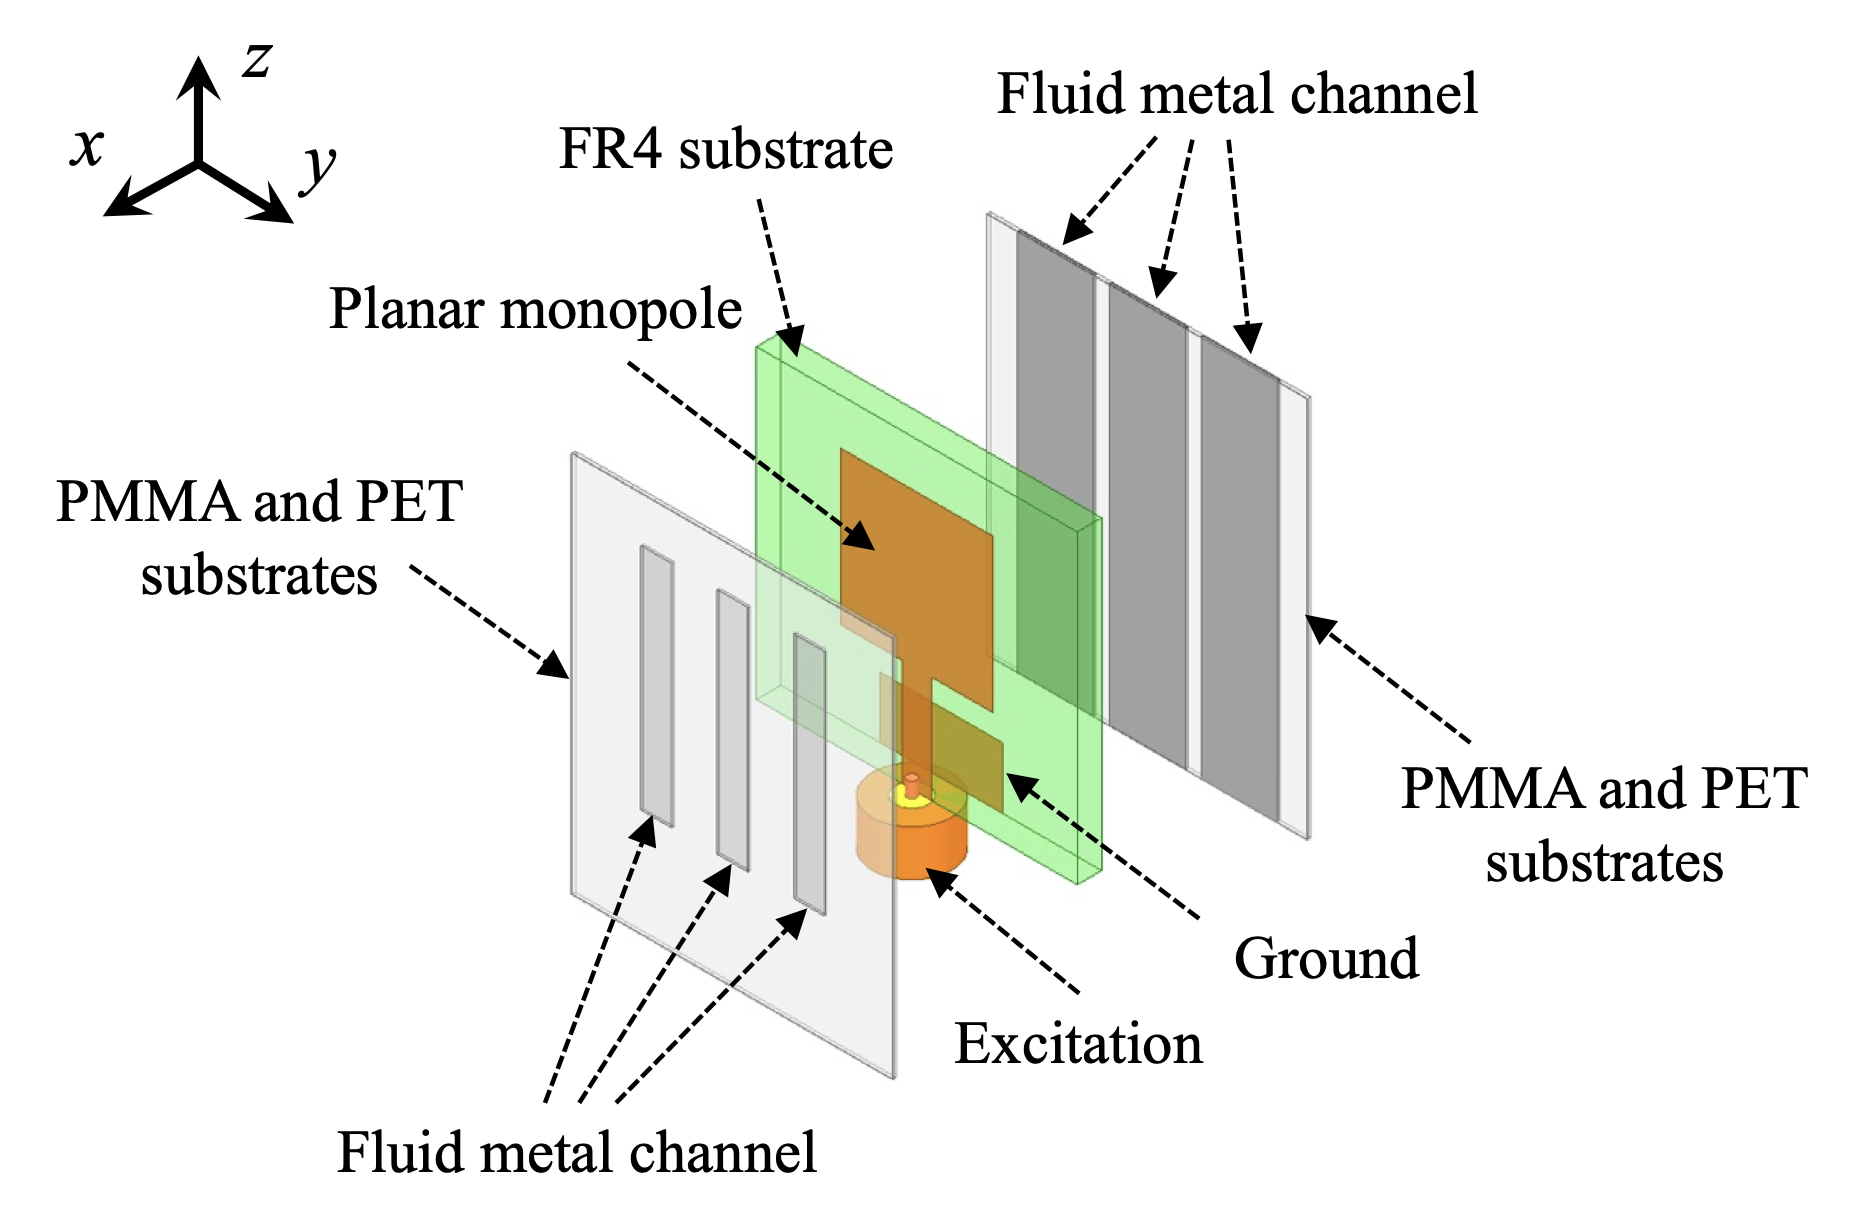 z
x
y
Fluid metal channel
FR4 substrate
Planar monopole
PMMA and PET
substrates
PMMA and PET
substrates
Ground
Excitation
Fluid metal channel